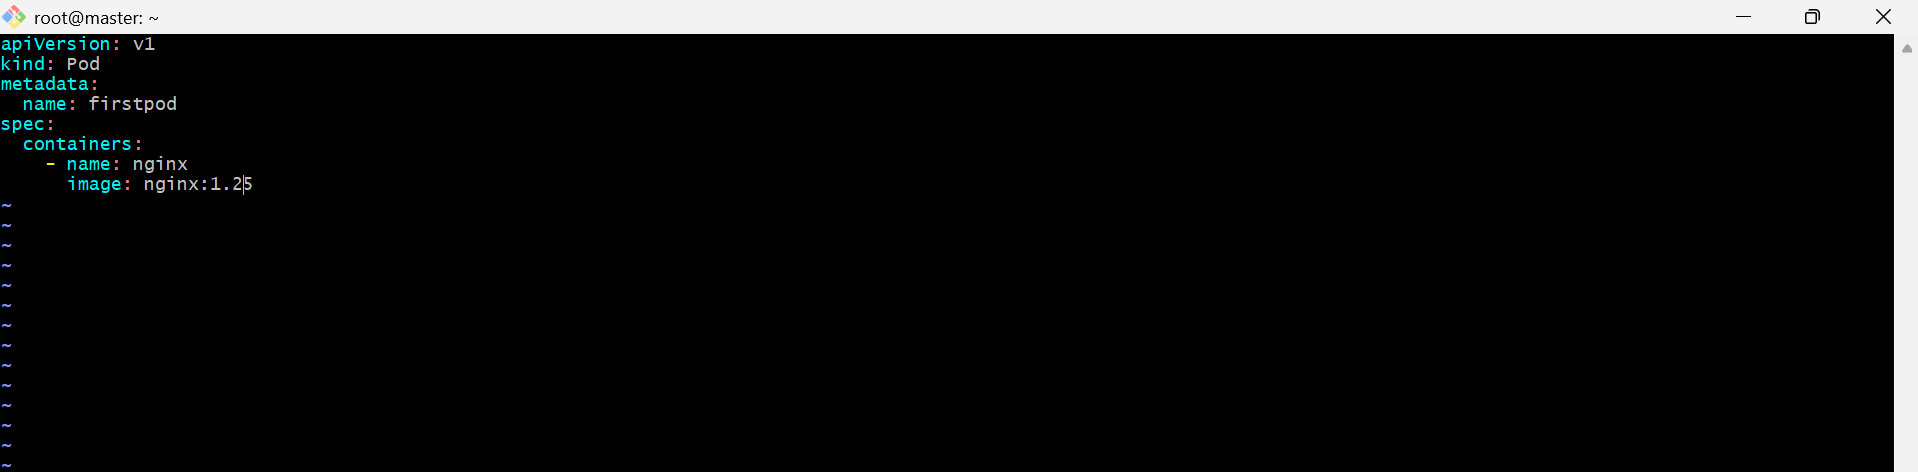 root@master: ~
apiVersion: v1
kind: Pod
metadata:
  name: firstpod
spec:
  containers:
    - name: nginx
      image: nginx:1.25
~
~
~
~
~
~
~
~
~
~
~
~
~
~